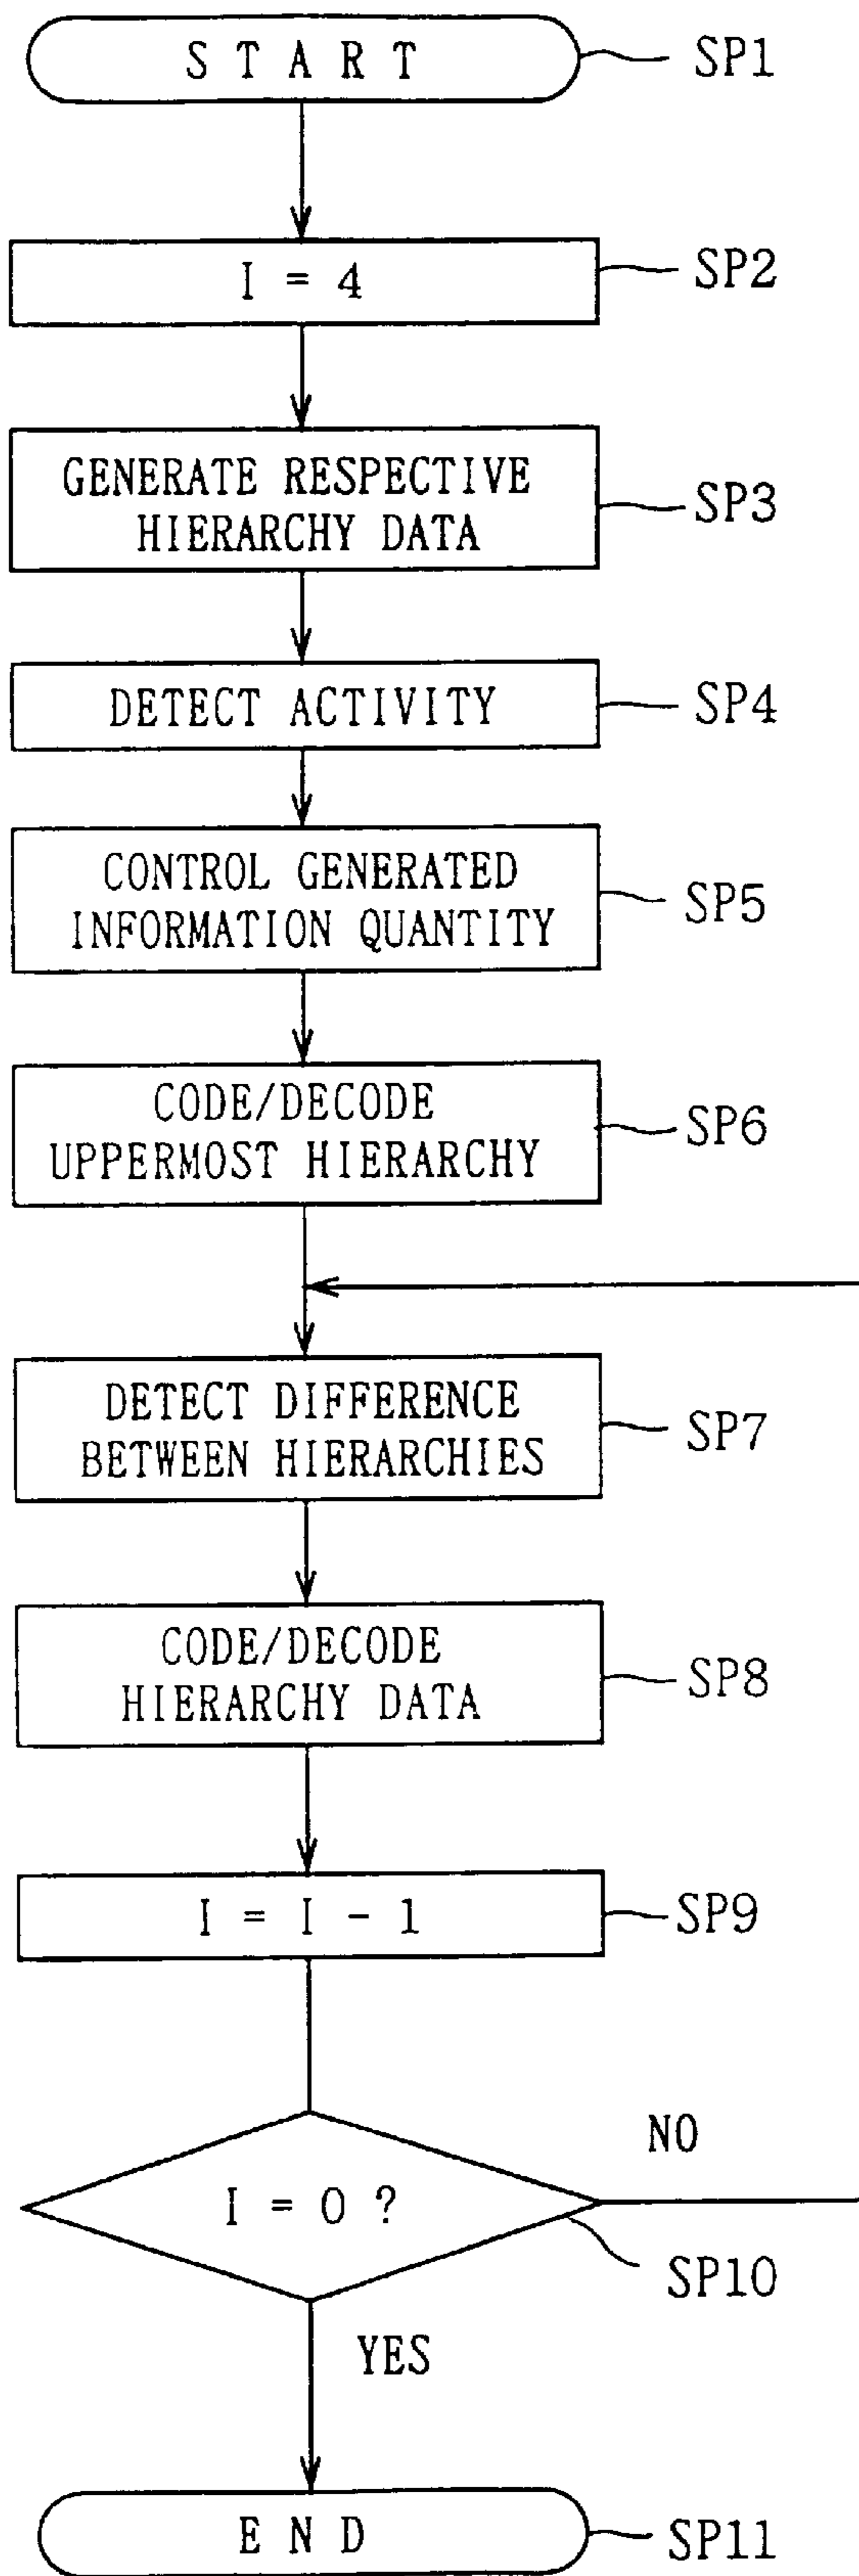 START
SP1
I = 4
SP2
GENERATE RESPECTIVE
HIERARCHY DATA
SP3
DETECT ACTIVITY
SP4
CONTROL GENERATED
INFORMATION QUANTITY
SP5
CODE/DECODE
UPPERMOST HIERARCHY
SP6
DETECT DIFFERENCE
BETWEEN HIERARCHIES
SP7
CODE/DECODE
HIERARCHY DATA
SP8
I = I - 1
SP9
NO
I = 0 ?
SP10
YES
END
SP11